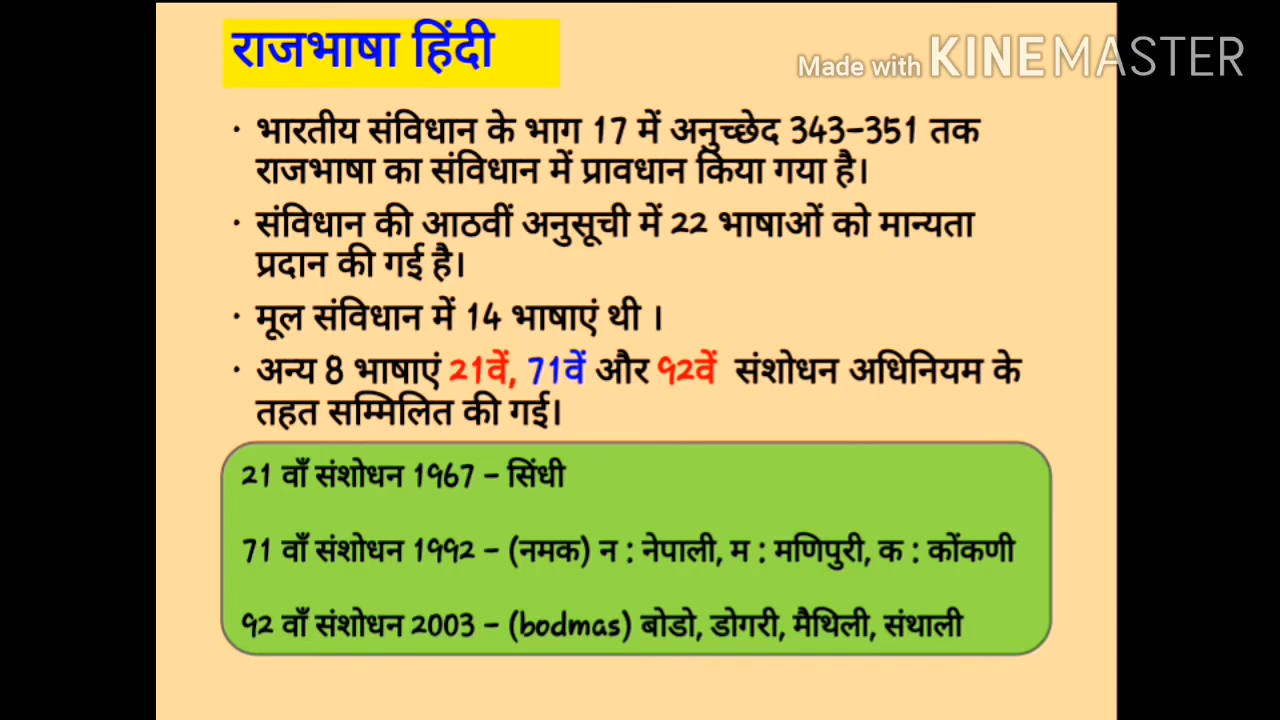 राजभाषा हिंदी
Made with KINEMASTER
· भारतीय संविधान के भाग 17 में अनुच्छेद 343-351 तक
राजभाषा का संविधान में प्रावधान किया गया है।
· संविधान की आठवीं अनुसूची में 22 भाषाओं को मान्यता
प्रदान की गई है।
· मूल संविधान में 14 भाषाएं थी ।
· अन्य 8 भाषाएं 21वें, 71वें और 92वें संशोधन अधिनियम के
तहत सम्मिलित की गई।
21 वाँ संशोधन 1967 - सिंधी
71 वाँ संशोधन 1992 - (नमक) न : नेपाली, म : मणिपुरी, क : कोंकणी
92 वाँ संशोधन 2003 - (bodmas) बोडो, डोगरी, मैथिली, संथाली